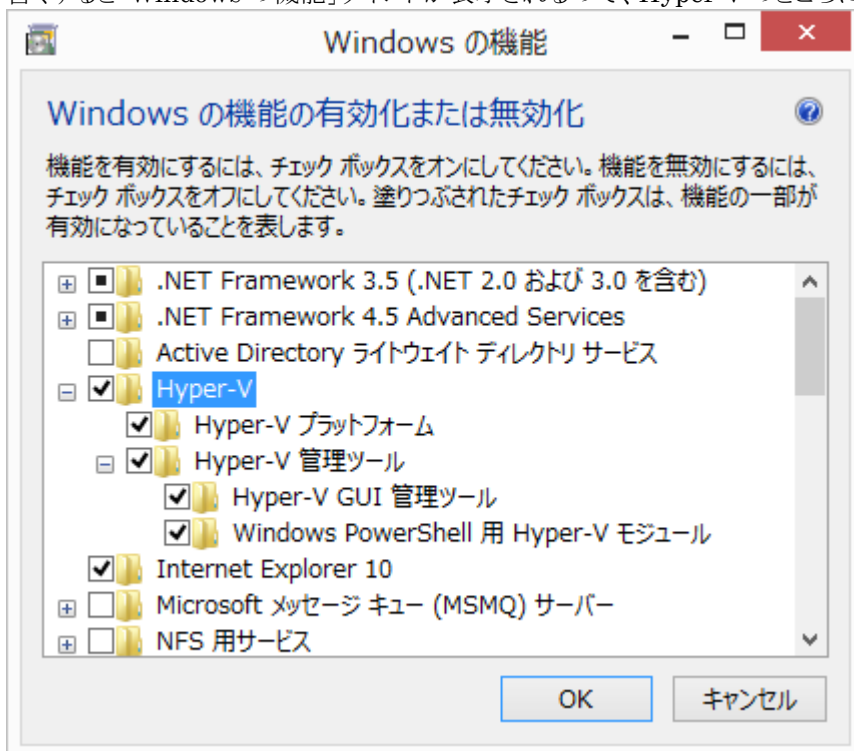 Windows の機能
Windows の機能の有効化または無効化
機能を有効にするには、チェック ボックスをオンにしてください。機能を無効にするには、
チェック ボックスをオフにしてください。塗りつぶされたチェック ボックスは、機能の一部が
有効になっていることを表します。
.NET Framework 3.5 (.NET 2.0 および 3.0 を含む)
.NET Framework 4.5 Advanced Services
Active Directory ライトウェイト ディレクトリ サービス
Hyper-V
Hyper-V プラットフォーム
Hyper-V 管理ツール
Hyper-V GUI 管理ツール
Windows PowerShell 用 Hyper-V モジュール
Internet Explorer 10
Microsoft メッセージ キュー (MSMQ) サーバー
NFS 用サービス
OK
キャンセル